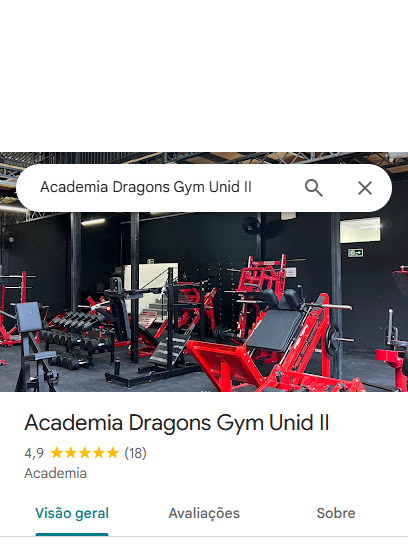 Academia Dragons Gym Unid II
Academia Dragons Gym Unid II
4,9 (18)
Academia
Visão geral Avaliações Sobre